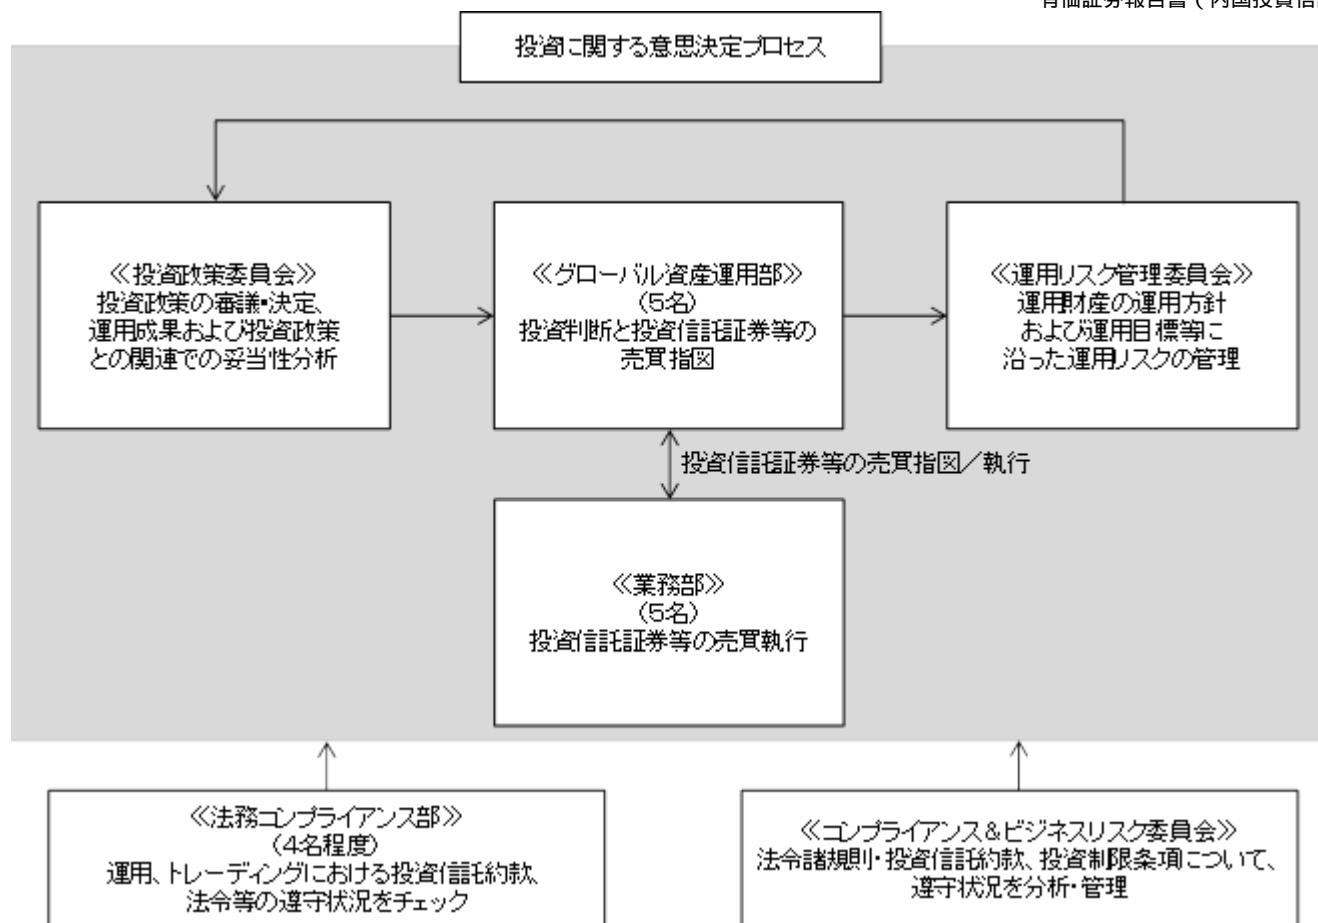 有価証券報告書（内国投資信
投資に関する意思決定プロセス
≪投資政策委員会≫
投資政策の審議・決定、
運用成果および投資政策
との関連での妥当性分析
≪グローバル資産運用部≫
（5名）
投資判断と投資信託証券等の
売買指図
≪運用リスク管理委員会≫
運用財産の運用方針
および運用目標等に
沿った運用リスクの管理
投資信託証券等の売買指図／執行
≪業務部≫
（5名）
投資信託証券等の売買執行
≪法務コンプライアンス部≫
（4名程度）
運用、トレーディングにおける投資信託約款、
法令等の遵守状況をチェック
≪コンプライアンス＆ビジネスリスク委員会≫
法令諸規則・投資信託約款、投資制限条項について、
遵守状況を分析・管理